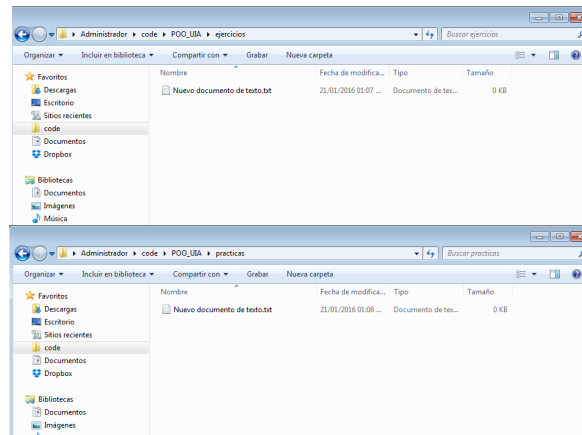 Administrador ▸ code ▸ POO_UIA ▸ ejercicios
Buscar ejercicios
Organizar Incluir en biblioteca Compartir con Grabar Nueva carpeta
Nombre Fecha de modifica... Tipo Tamaño
Favoritos
Descargas Nuevo documento de texto.txt 21/01/2016 01:07 ... Documento de tex... 0 KB
Escritorio
Sitios recientes
code
Documentos
Dropbox
Bibliotecas
Documentos
Imágenes
Música
Administrador ▸ code ▸ POO_UIA ▸ practicas
Buscar practicas
Organizar Incluir en biblioteca Compartir con Grabar Nueva carpeta
Nombre Fecha de modifica... Tipo Tamaño
Favoritos
Descargas Nuevo documento de texto.txt 21/01/2016 01:08 ... Documento de tex... 0 KB
Escritorio
Sitios recientes
code
Documentos
Dropbox
Bibliotecas
Documentos
Imágenes